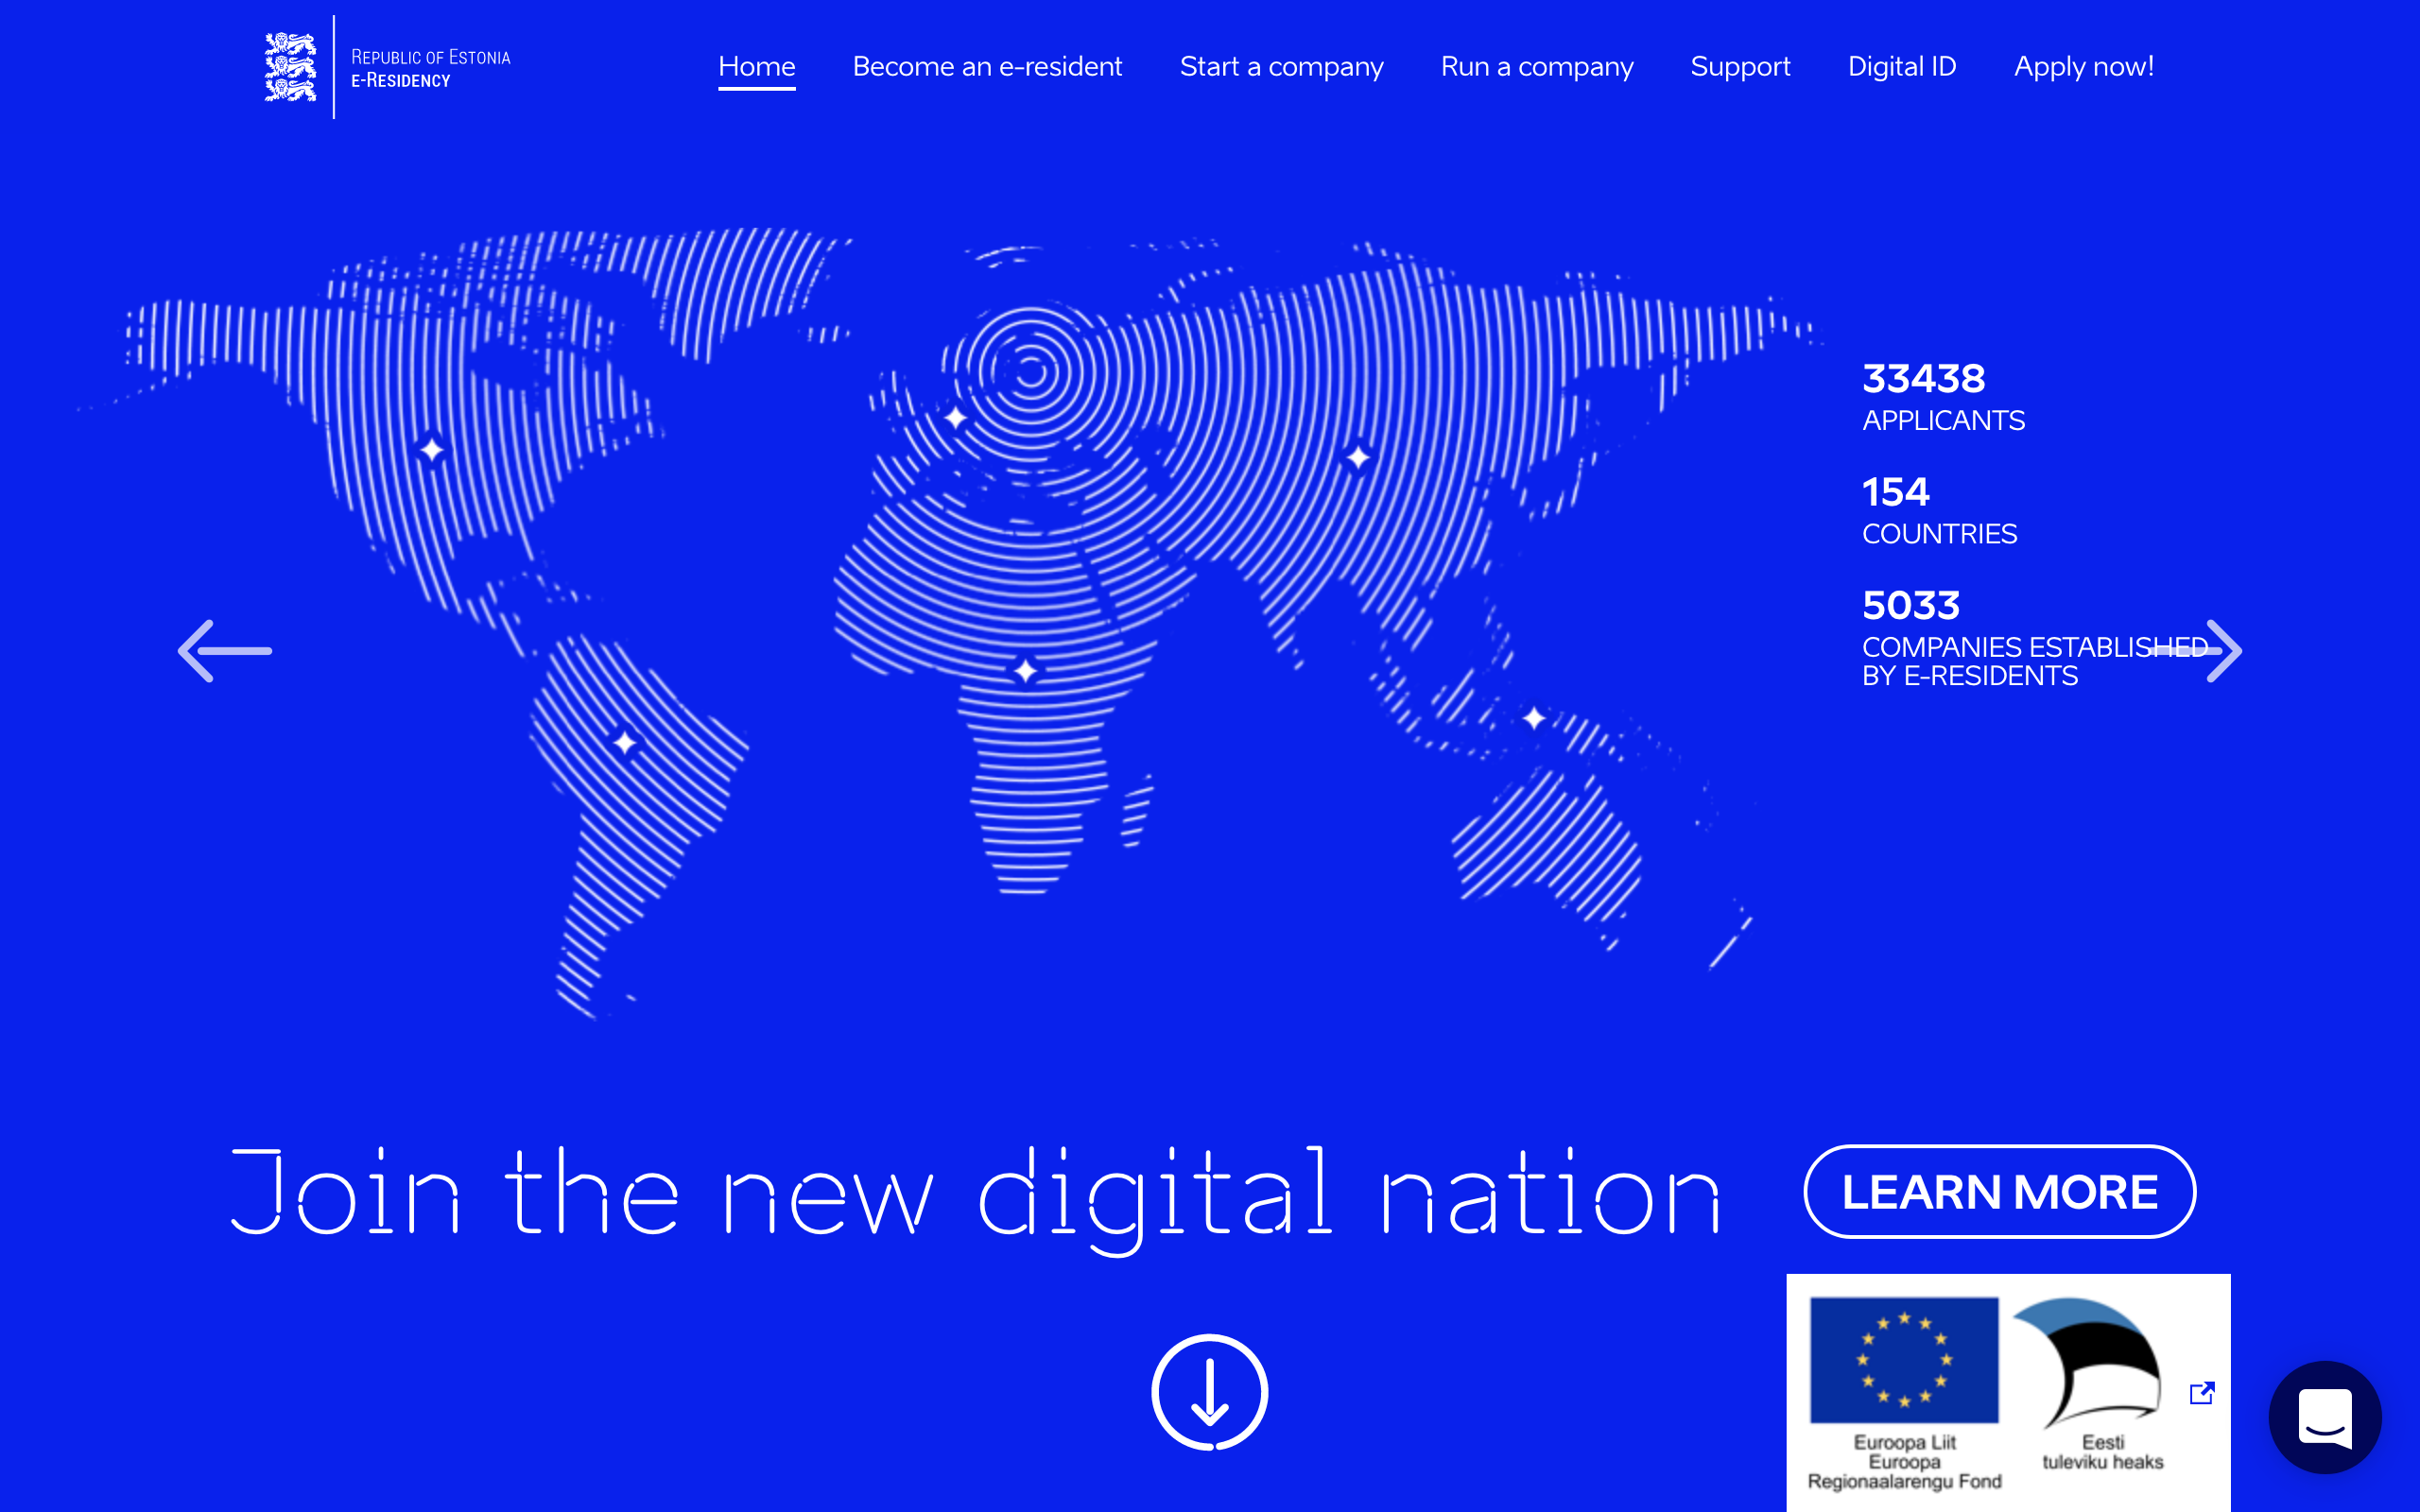 REPUBLIC OF ESTONIA
E-RESIDENCY
Home
Become an e-resident
Start a company
Run a company
Support
Digital ID
Apply now!
33438
APPLICANTS
154
COUNTRIES
5033
COMPANIES ESTABLISHED
BY E-RESIDENTS
Join the new digital nation
LEARN MORE
Euroopa Liit
Euroopa
Regionaalarengu Fond
Eesti
tuleviku heaks